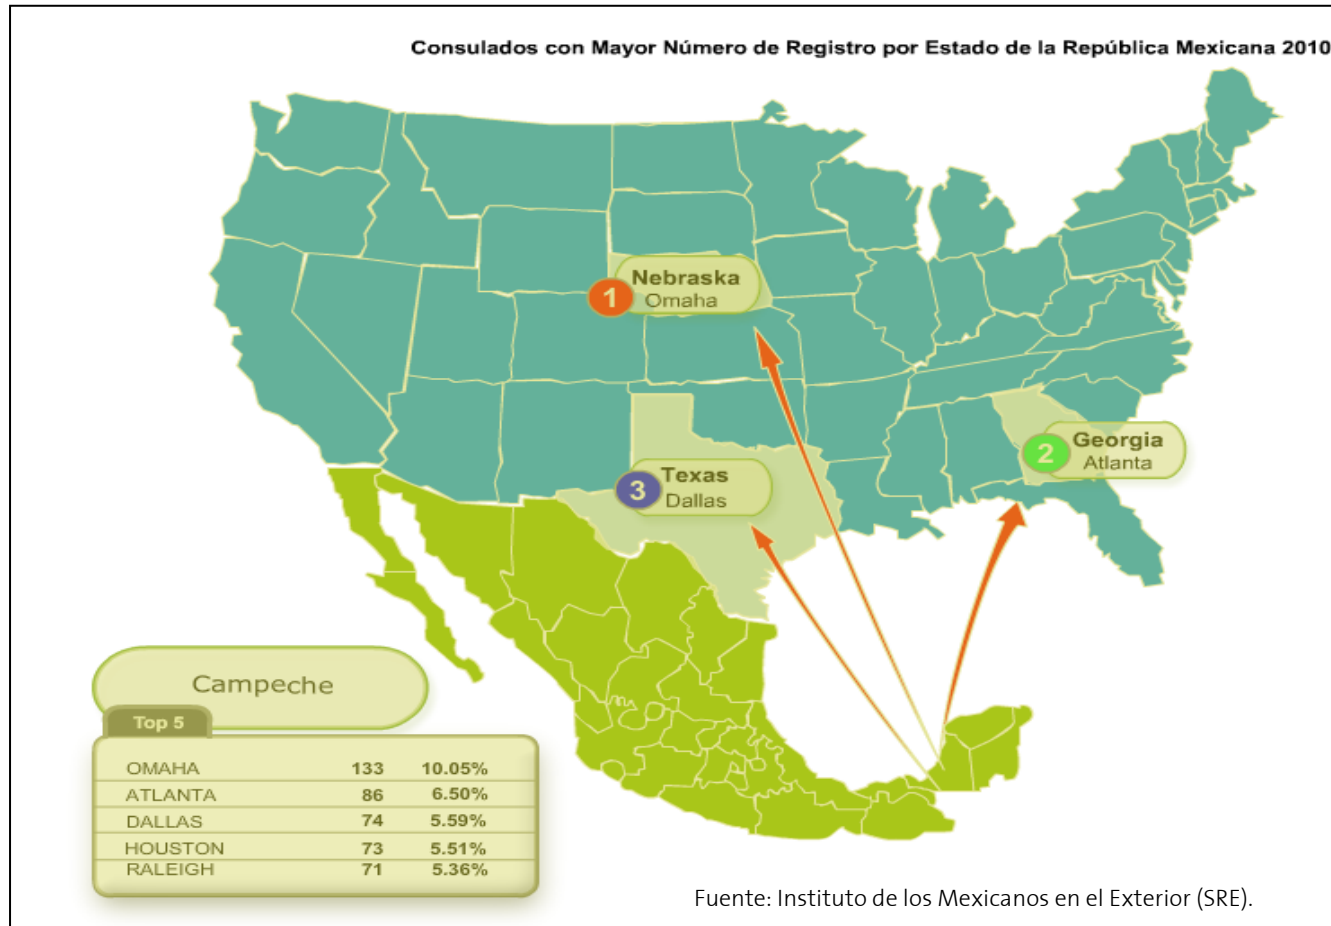 Consulados con Mayor Número de Registro por Estado de la República Mexicana 2010
Nebraska
1
Omaha
Georgia
2
Atlanta
Texas
3
Dallas
Campeche
Top 5
OMAHA 133 10.05%
ATLANTA 86 6.50%
DALLAS 74 5.59%
HOUSTON 73 5.51%
RALEIGH 71 5.36%
Fuente: Instituto de los Mexicanos en el Exterior (SRE).